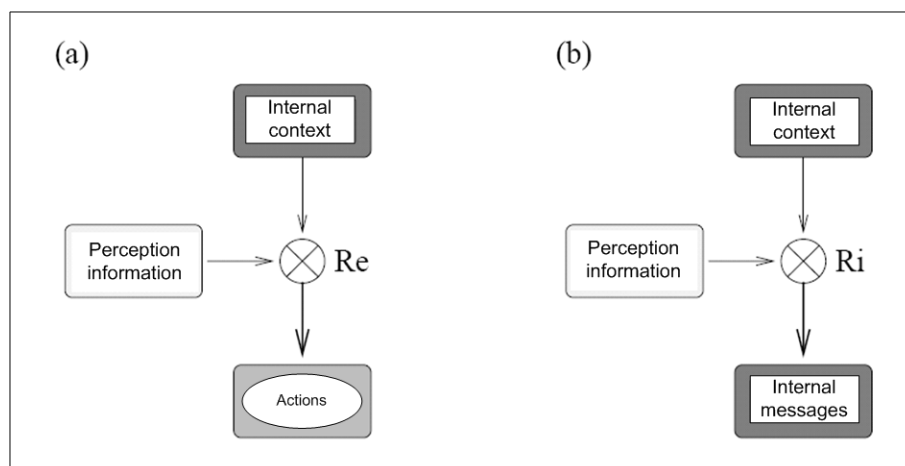 (a)
Internal
context
Perception
information
Re
Actions
(b)
Internal
context
Perception
information
Ri
Internal
messages